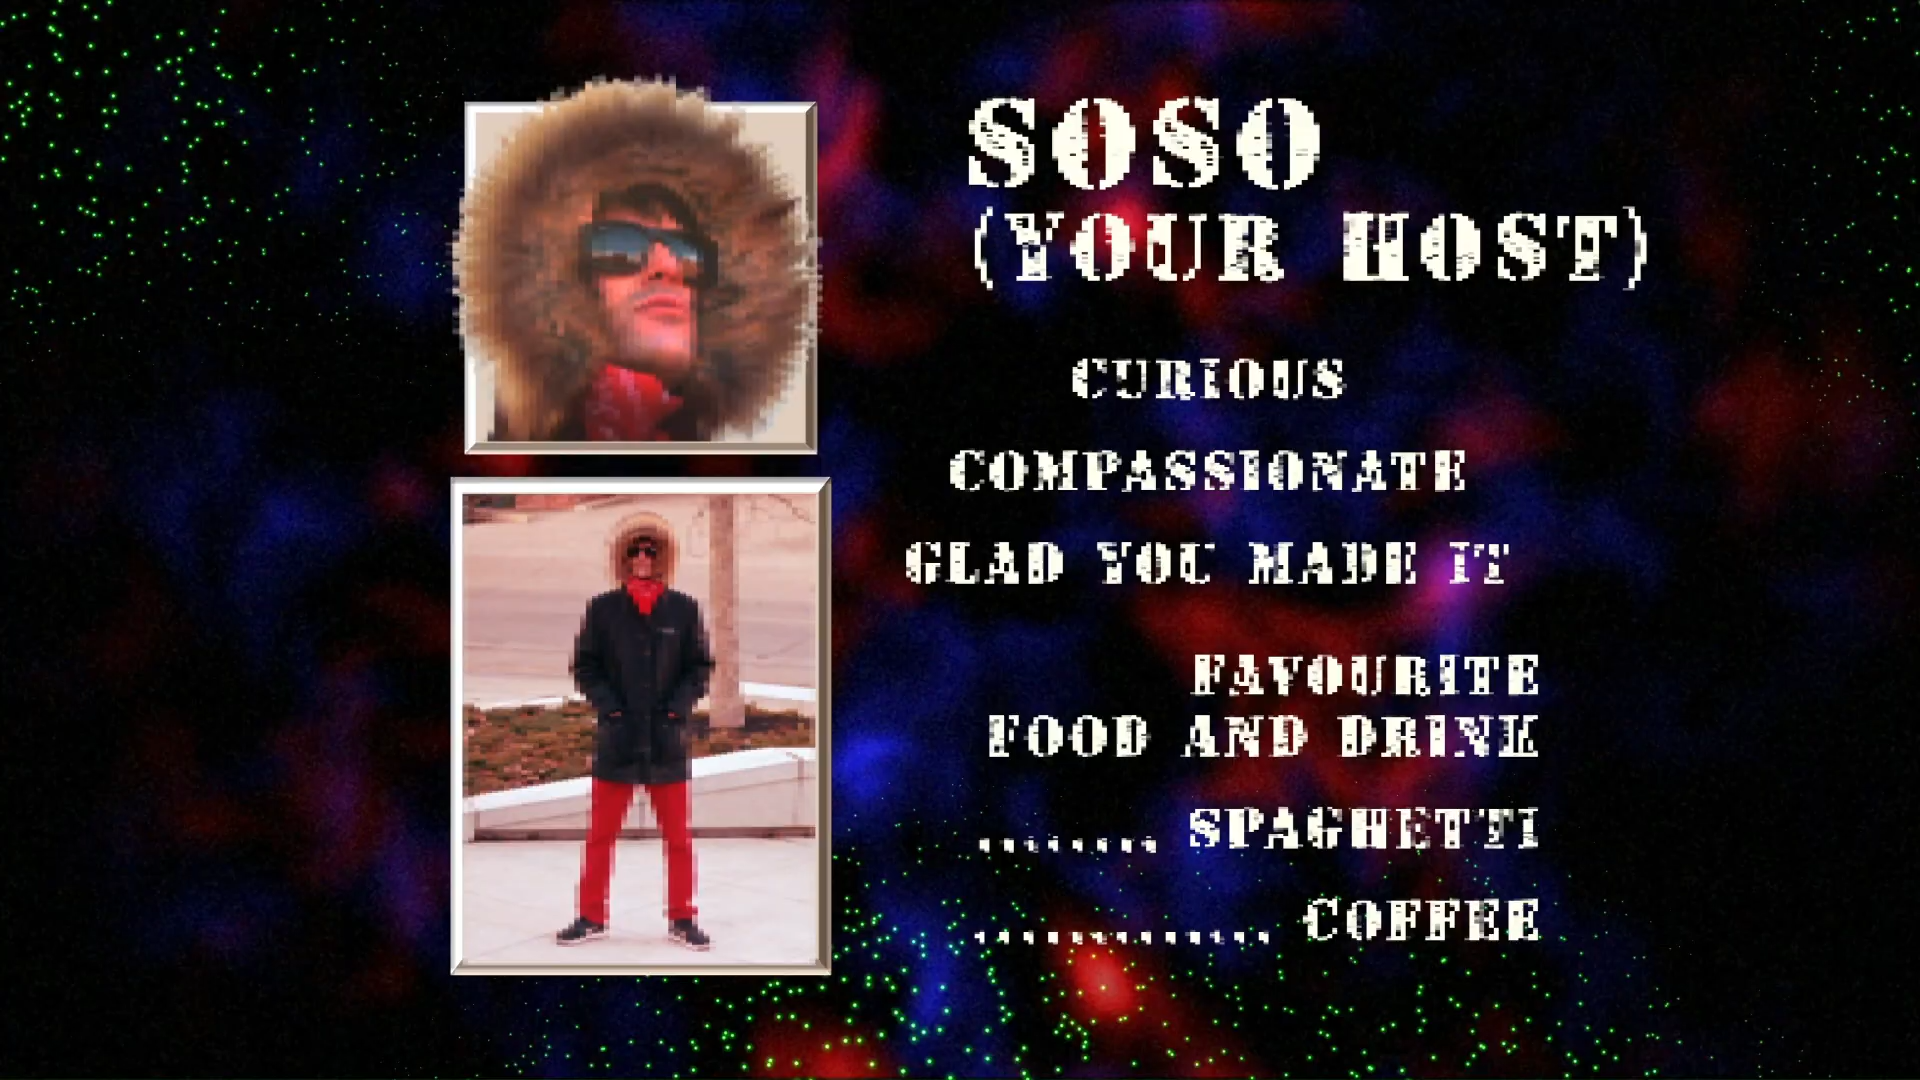 SOSO
(YOUR HOST)
CURIOUS
COMPASSIONATE
GLAD YOU MADE IT
FAVOURITE
FOOD AND DRINK
........ SPAGHETTI
............. COFFEE